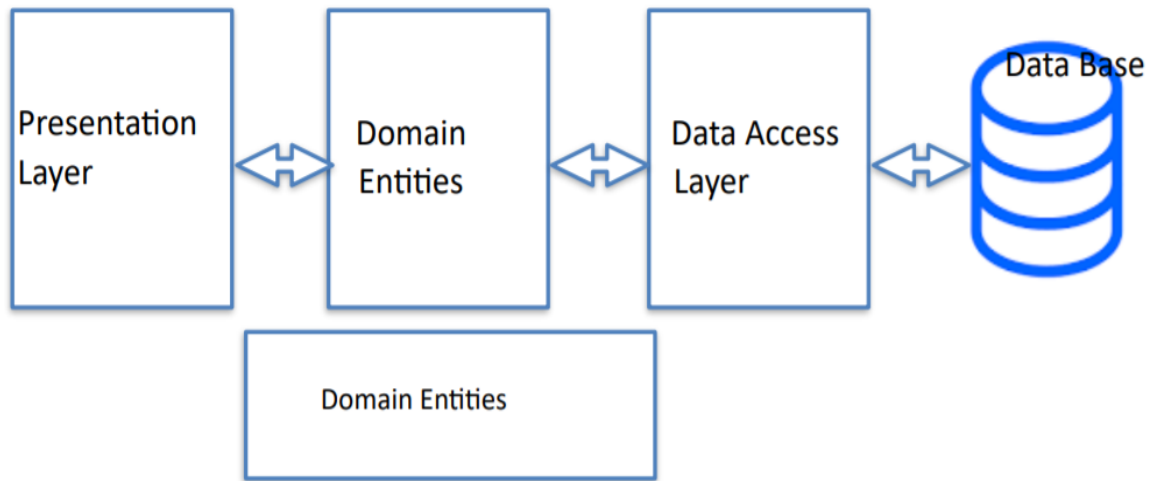 Presentation
Layer
Domain
Entities
Data Access
Layer
Data Base
Domain Entities